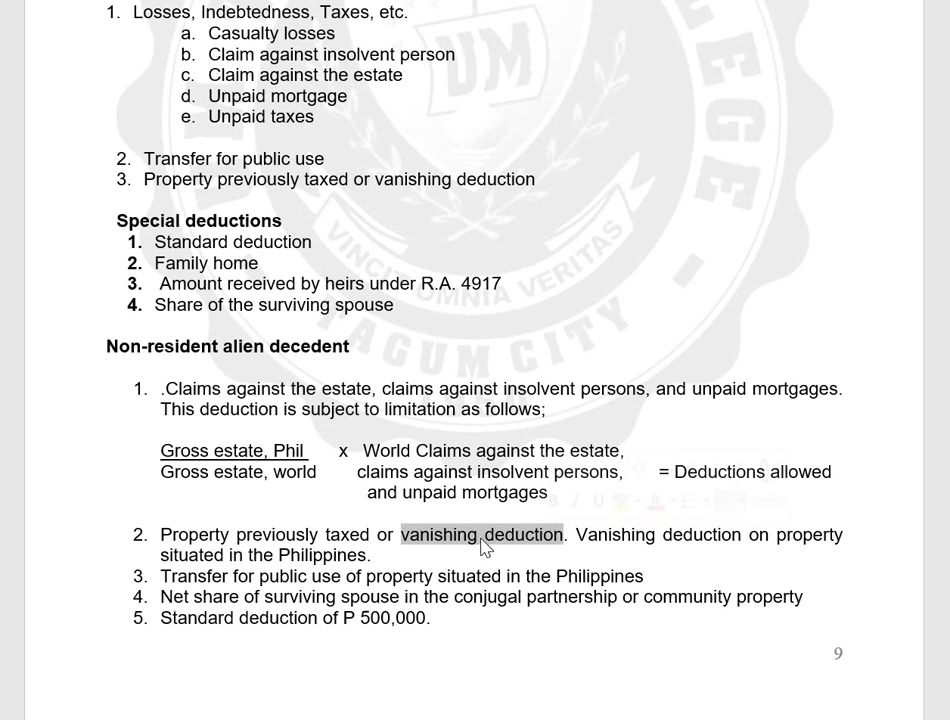 1. Losses, Indebtedness, Taxes, etc.
a. Casualty losses
b. Claim against insolvent person
c. Claim against the estate
d. Unpaid mortgage
e. Unpaid taxes
2. Transfer for public use
3. Property previously taxed or vanishing deduction
Special deductions
1. Standard deduction
2. Family home
3. Amount received by heirs under R.A. 4917
4. Share of the surviving spouse
Non-resident alien decedent
1. .Claims against the estate, claims against insolvent persons, and unpaid mortgages.
This deduction is subject to limitation as follows;
Gross estate, Phil x World Claims against the estate,
Gross estate, world claims against insolvent persons, = Deductions allowed
and unpaid mortgages
2. Property previously taxed or vanishing deduction. Vanishing deduction on property
situated in the Philippines.
3. Transfer for public use of property situated in the Philippines
4. Net share of surviving spouse in the conjugal partnership or community property
5. Standard deduction of P 500,000.
9
UM
VINCIT OMNIA VERITAS
TAGUM CITY